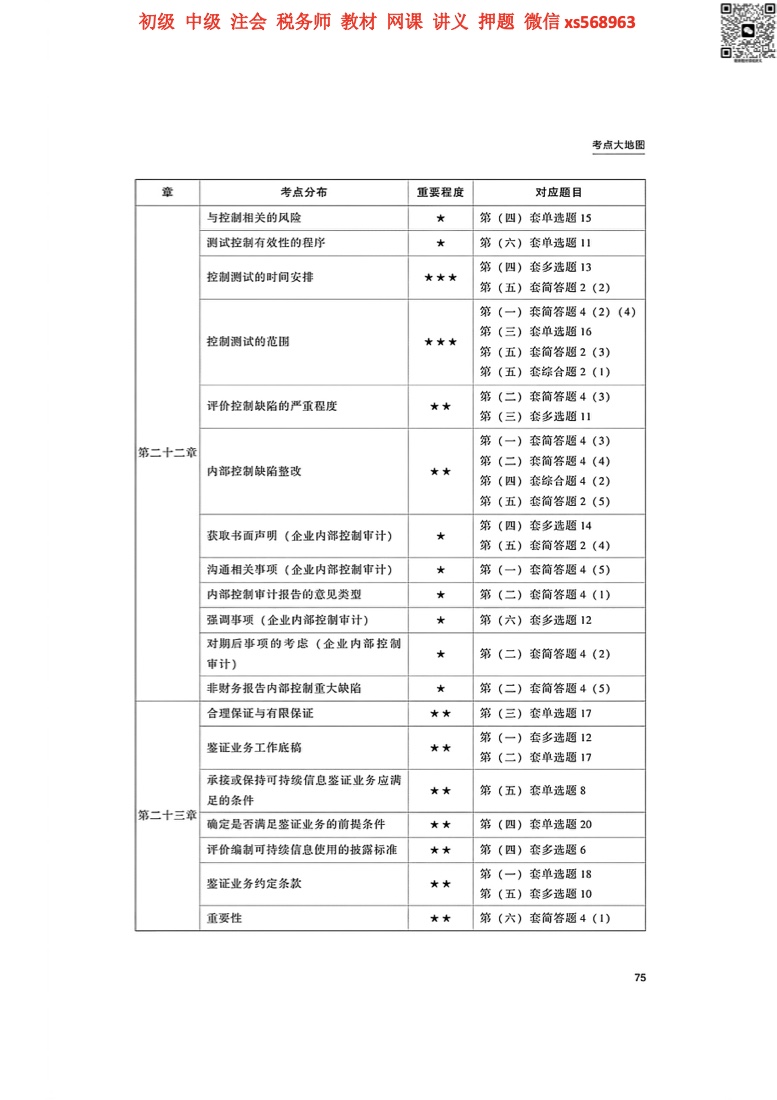 初级 中级 注会 税务师 教材 网课 讲义 押题 微信 xs568963
考点大地图
章 考点分布 重要程度 对应题目
第二十二章
与控制相关的风险 ★ 第（四）套单选题 15
测试控制有效性的程序 ★ 第（六）套单选题 11
控制测试的时间安排 ★★★ 第（四）套多选题 13
第（五）套简答题 2（2）
控制测试的范围 ★★★ 第（一）套简答题 4（2）（4）
第（三）套单选题 16
第（五）套简答题 2（3）
第（五）套综合题 2（1）
评价控制缺陷的严重程度 ★★ 第（二）套简答题 4（3）
第（三）套多选题 11
内部控制缺陷整改 ★★ 第（一）套简答题 4（3）
第（二）套简答题 4（4）
第（四）套综合题 4（2）
第（五）套简答题 2（5）
获取书面声明（企业内部控制审计） ★ 第（四）套多选题 14
第（五）套简答题 2（4）
沟通相关事项（企业内部控制审计） ★ 第（一）套简答题 4（5）
内部控制审计报告的意见类型 ★ 第（二）套简答题 4（1）
强调事项（企业内部控制审计） ★ 第（六）套多选题 12
对期后事项的考虑（企业内部控制
审计） ★ 第（二）套简答题 4（2）
非财务报告内部控制重大缺陷 ★ 第（二）套简答题 4（5）
第二十三章
合理保证与有限保证 ★★ 第（三）套单选题 17
鉴证业务工作底稿 ★★ 第（一）套多选题 12
第（二）套单选题 17
承接或保持可持续信息鉴证业务应满
足的条件 ★★ 第（五）套单选题 8
确定是否满足鉴证业务的前提条件 ★★ 第（四）套单选题 20
评价编制可持续信息使用的披露标准 ★★ 第（四）套多选题 6
鉴证业务约定条款 ★★ 第（一）套单选题 18
第（五）套多选题 10
重要性 ★★ 第（六）套简答题 4（1）
75